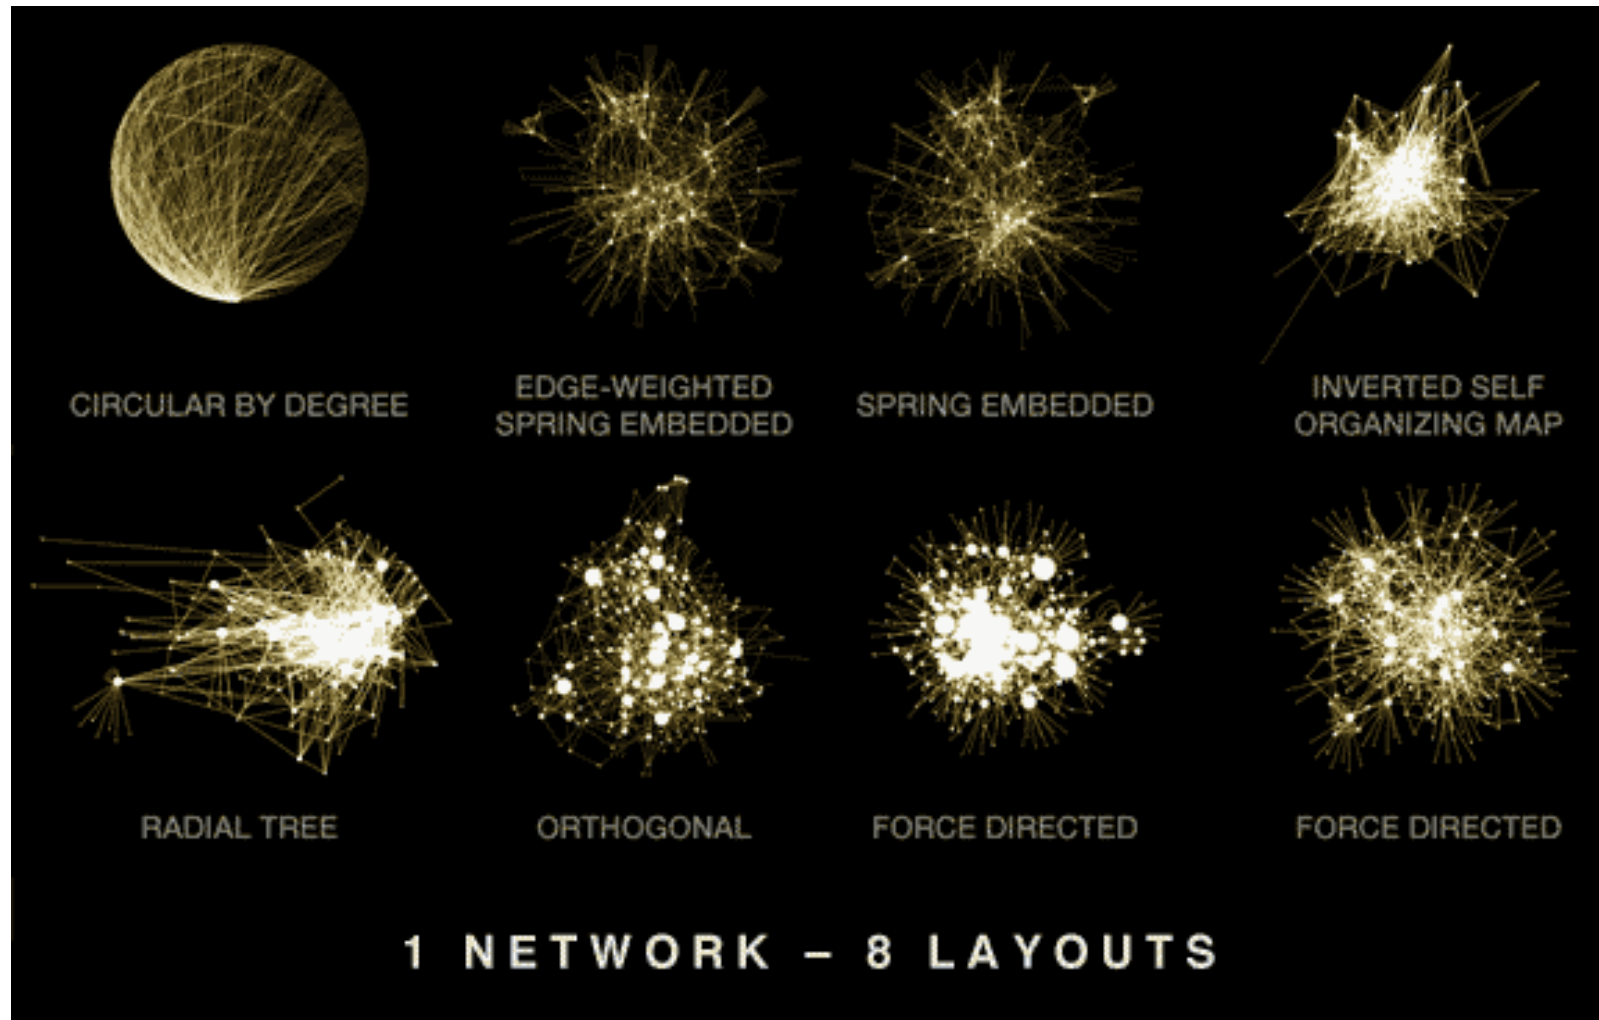 CIRCULAR BY DEGREE
EDGE-WEIGHTED
SPRING EMBEDDED
SPRING EMBEDDED
INVERTED SELF
ORGANIZING MAP
RADIAL TREE
ORTHOGONAL
FORCE DIRECTED
FORCE DIRECTED
1 NETWORK – 8 LAYOUTS